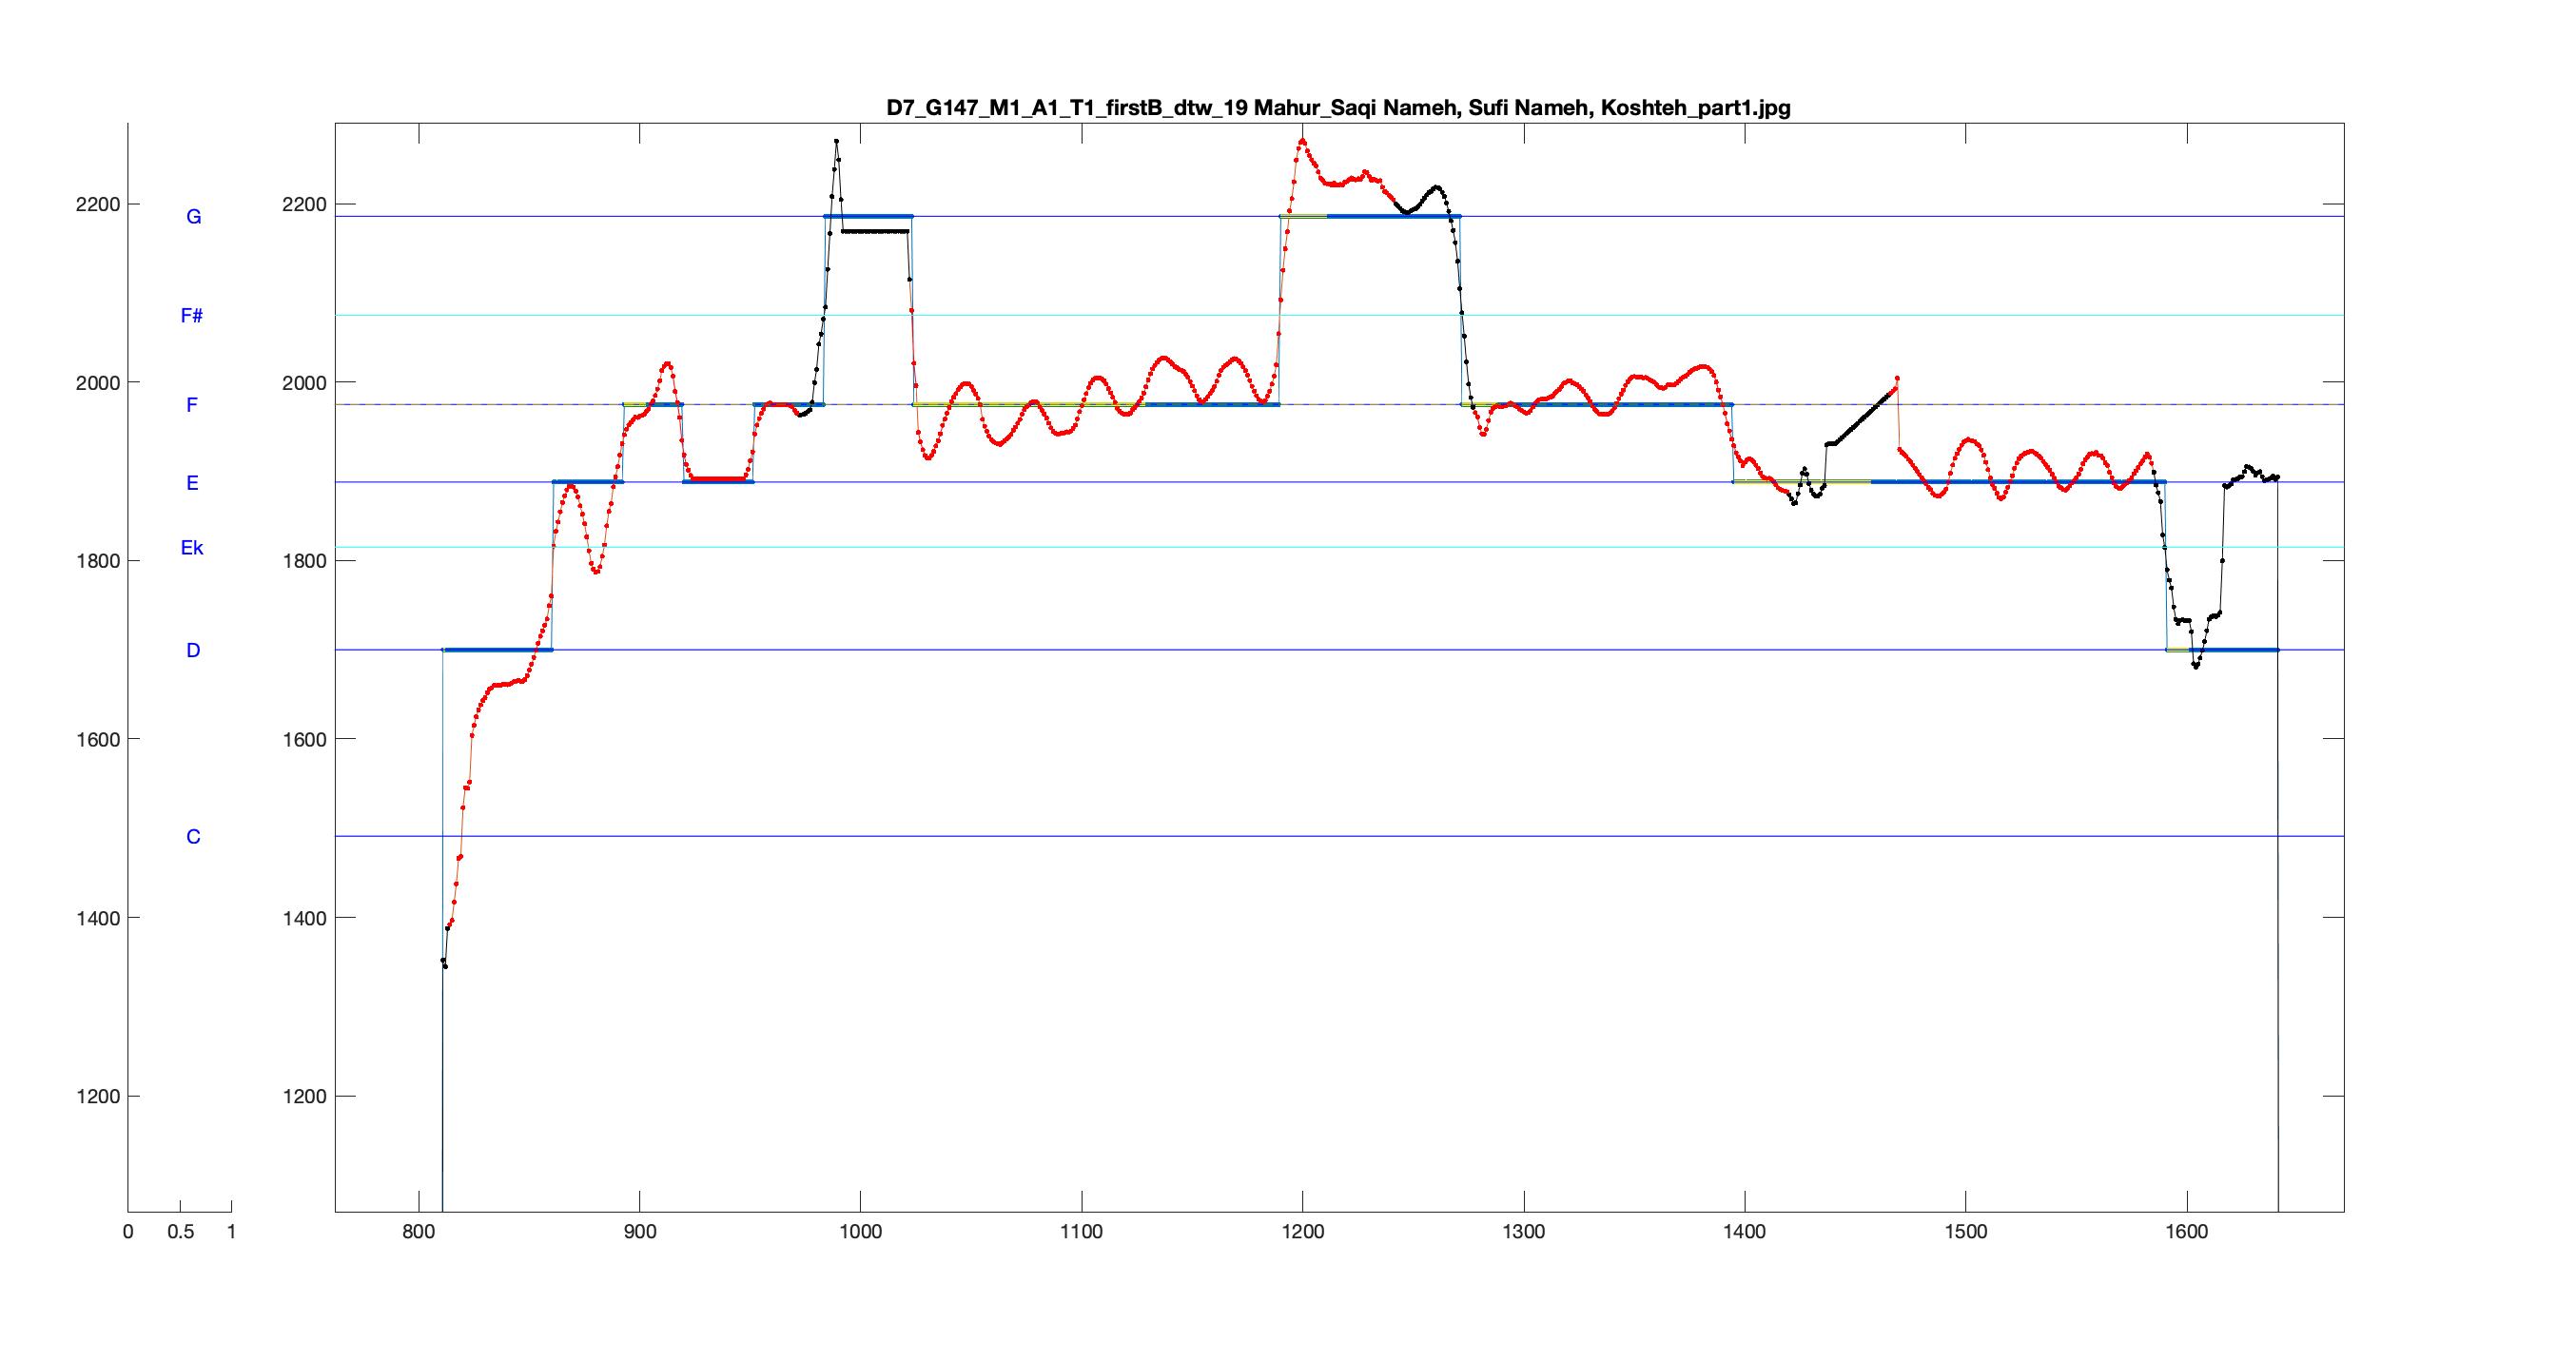 D7_G147_M1_A1_T1_firstB_dtw_19 Mahur_Saqi Nameh, Sufi Nameh, Koshteh_part1.jpg
2200 G 2200
F#
2000 2000
F
E
Ek
1800 1800
D
1600 1600
C
1400 1400
1200 1200
0 0.5 1 800 900 1000 1100 1200 1300 1400 1500 1600